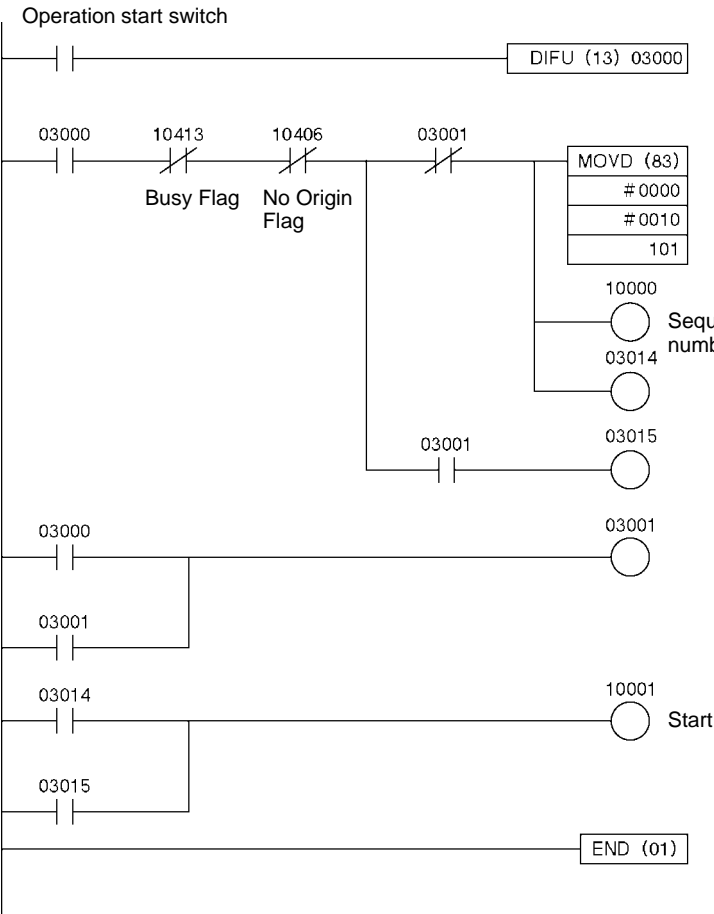 Operation start switch
DIFU (13) 03000
03000 10413 10406 03001
MOVD (83)
#0000
#0010
101
Busy Flag No Origin
Flag
10000
03014
03001 03015
03000 03001
03001
03014 10001
Start
03015
END (01)